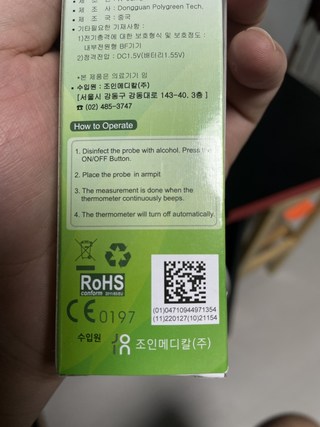 : Dongguan Polygreen Tech.
• 제 조 국 : 중국
• 기타필요한 기재사항 :
1)전기충격에 대한 보호형식 및 보호정도 :
내부전원형 BF기기
2)정격전압 : DC1.5V(배터리1.55V)
•본 제품은 의료기기 임
• 수입원 : 조인메디칼(주)
[서울시 강동구 강동대로 143-40, 3층 ]
☎ (02) 485-3747
How to Operate
1. Disinfect the probe with alcohol. Press the
ON/OFF Button.
2. Place the probe in armpit
3. The measurement is done when the
thermometer continuously beeps.
4. The thermometer will turn off automatically.
RoHS
conform
CE 0197
(01)04710944971354
(11)220127(10)21154
수입원
조인메디칼(주)